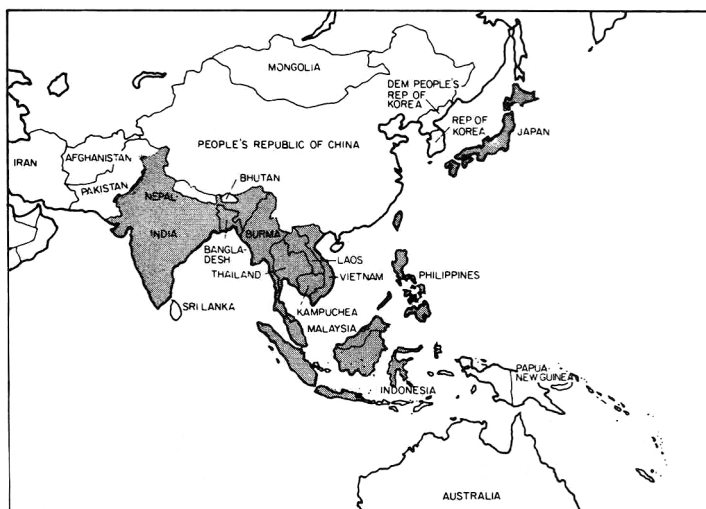 MONGOLIA
DEM PEOPLE'S
REP OF
KOREA
REP OF
KOREA
JAPAN
PEOPLE'S REPUBLIC OF CHINA
IRAN
AFGHANISTAN
PAKISTAN
BHUTAN
NEPAL
INDIA
BURMA
BANGLA-
DESH
LAOS
THAILAND
VIETNAM
PHILIPPINES
KAMPUCHEA
SRI LANKA
MALAYSIA
PAPUA-
NEW GUINEA
INDONESIA
AUSTRALIA